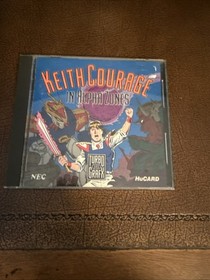 KEITH COURAGE
IN ALPHA ZONES
TURBO
GRAFX
NEC
HuCARD